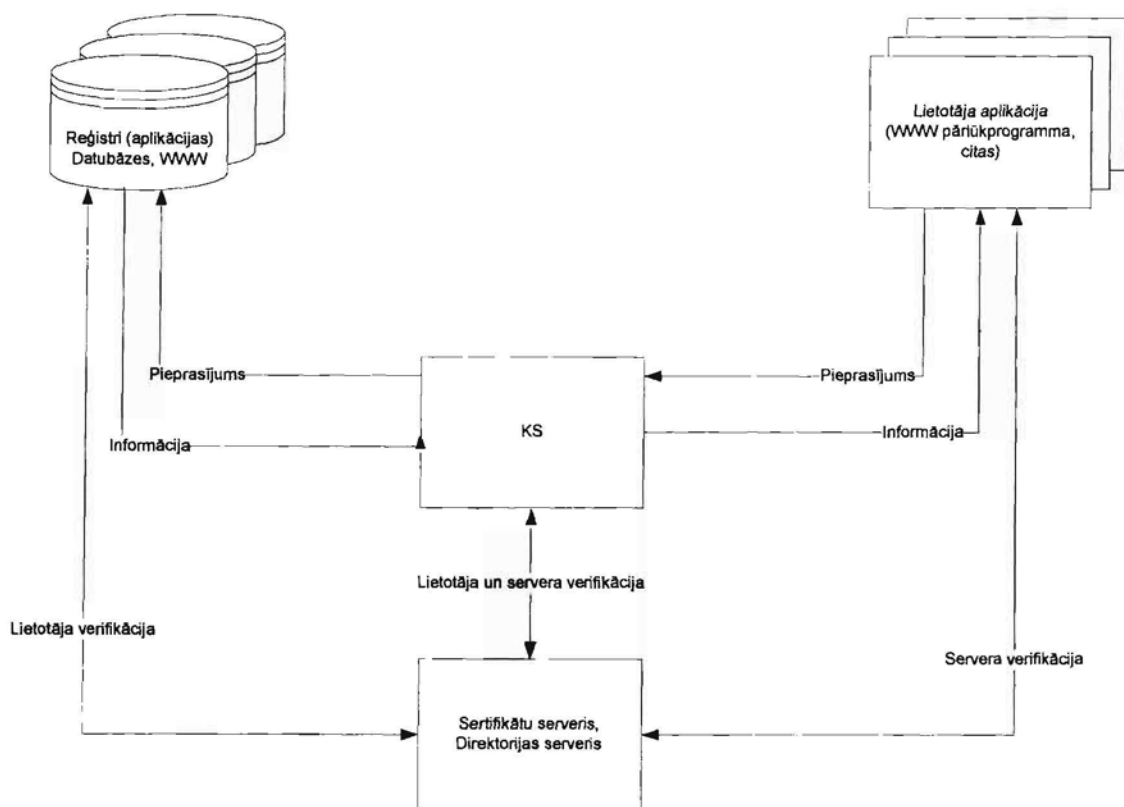 Reģistri (aplikācijas)
Datubāzes, WWW
Lietotāja aplikācija
(WWW pārlūkprogramma,
citas)
Pieprasījums
Pieprasījums
KS
Informācija
Informācija
Lietotāja un servera verifikācija
Lietotāja verifikācija
Servera verifikācija
Sertifikātu serveris,
Direktorijas serveris